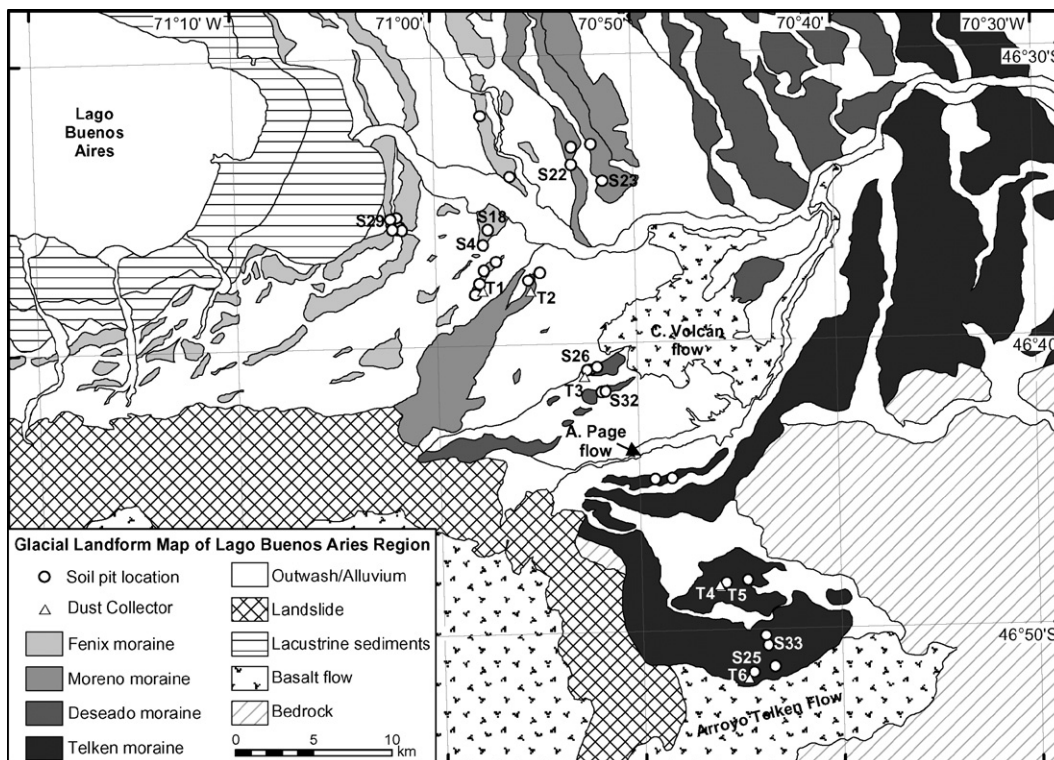 71°10' W
71°00'
70°50'
70°40'
70°30'W
46°30'S
Lago
Buenos
Aires
S22
S23
S29
S18
S4
T1
T2
C. Volcán
flow
46°40'
S26
T3
S32
A. Page
flow
T4
T5
46°50'S
S33
S25
T6
Arroyo Telken Flow
Glacial Landform Map of Lago Buenos Aries Region
Soil pit location
Dust Collector
Fenix moraine
Moreno moraine
Deseado moraine
Telken moraine
Outwash/Alluvium
Landslide
Lacustrine sediments
Basalt flow
Bedrock
0 5 10
km